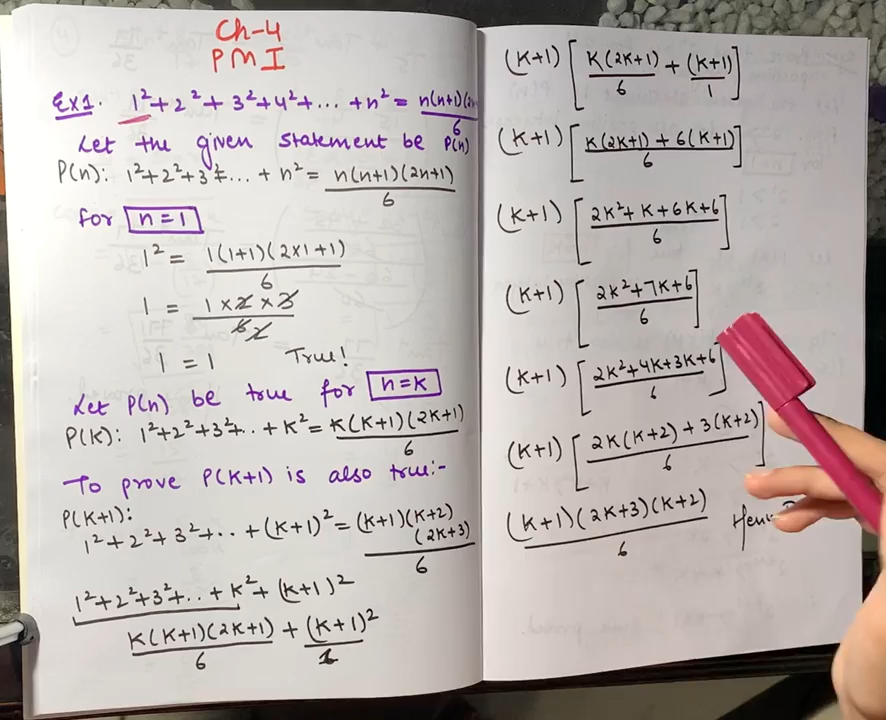 Ch-4
PMI
Ex1. 1²+2²+3²+4²+...+n² = n(n+1)(2n+
6
Let the given statement be P(n)
P(n): 1²+2²+3²+...+n² = n(n+1)(2n+1)
6
for n=1
1² = 1(1+1)(2×1+1)
6
1 = 1×2×3
6 2
1 = 1 True!
Let P(n) be true for n=K
P(K): 1²+2²+3²+..+K² = K(K+1)(2K+1)
6
To prove P(K+1) is also true:-
P(K+1):
1²+2²+3²+..+(K+1)² = (K+1)(K+2)
(2K+3)
6
1²+2²+3²+..+K²+(K+1)²
K(K+1)(2K+1) + (K+1)²
6 1
(K+1) [K(2K+1) + (K+1)]
6 1
(K+1) [K(2K+1) + 6(K+1)]
6
(K+1) [2K²+K+6K+6]
6
(K+1) [2K²+7K+6]
6
(K+1) [2K²+4K+3K+6]
6
(K+1) [2K(K+2)+3(K+2)]
6
(K+1)(2K+3)(K+2)
6